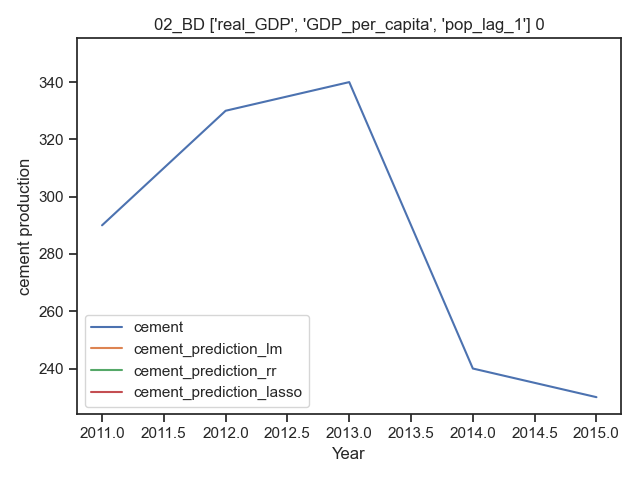 02_BD ['real_GDP', 'GDP_per_capita', 'pop_lag_1'] 0
cement production
340
320
300
280
260
240
cement
cement_prediction_lm
cement_prediction_rr
cement_prediction_lasso
2011.0 2011.5 2012.0 2012.5 2013.0 2013.5 2014.0 2014.5 2015.0
Year